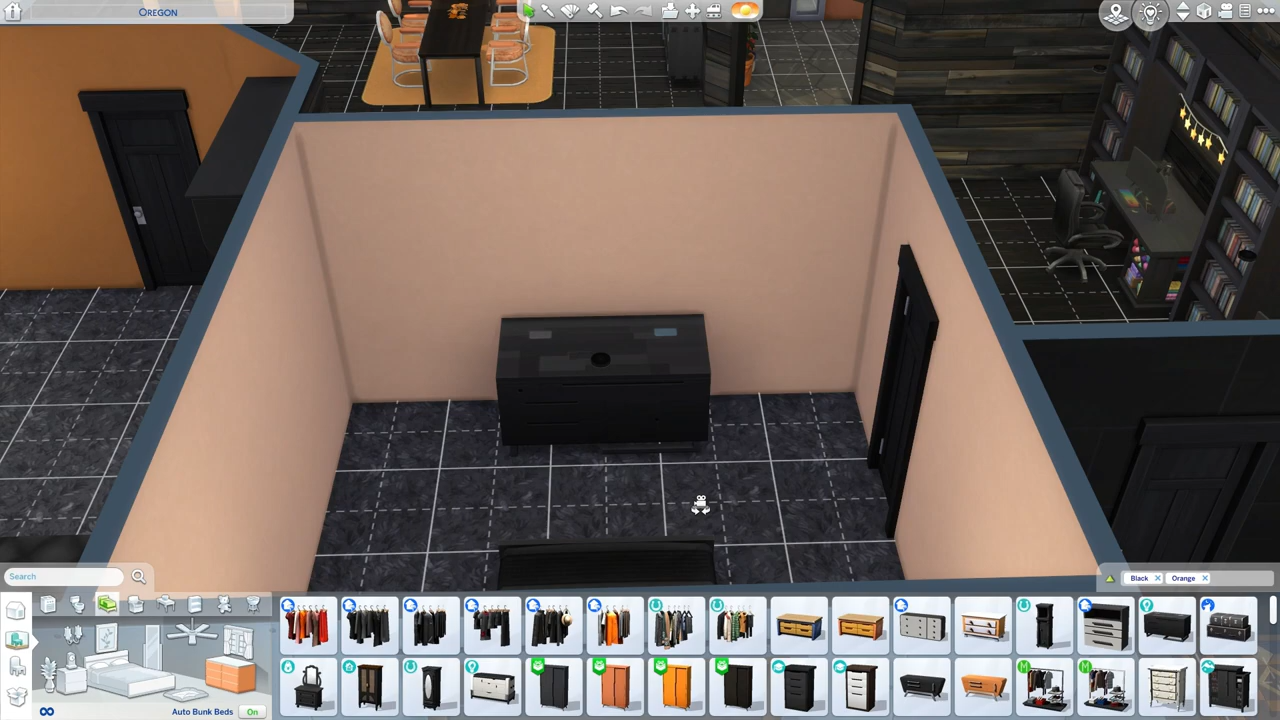 OREGON
Search
Black
Orange
Auto Bunk Beds
On
M
M